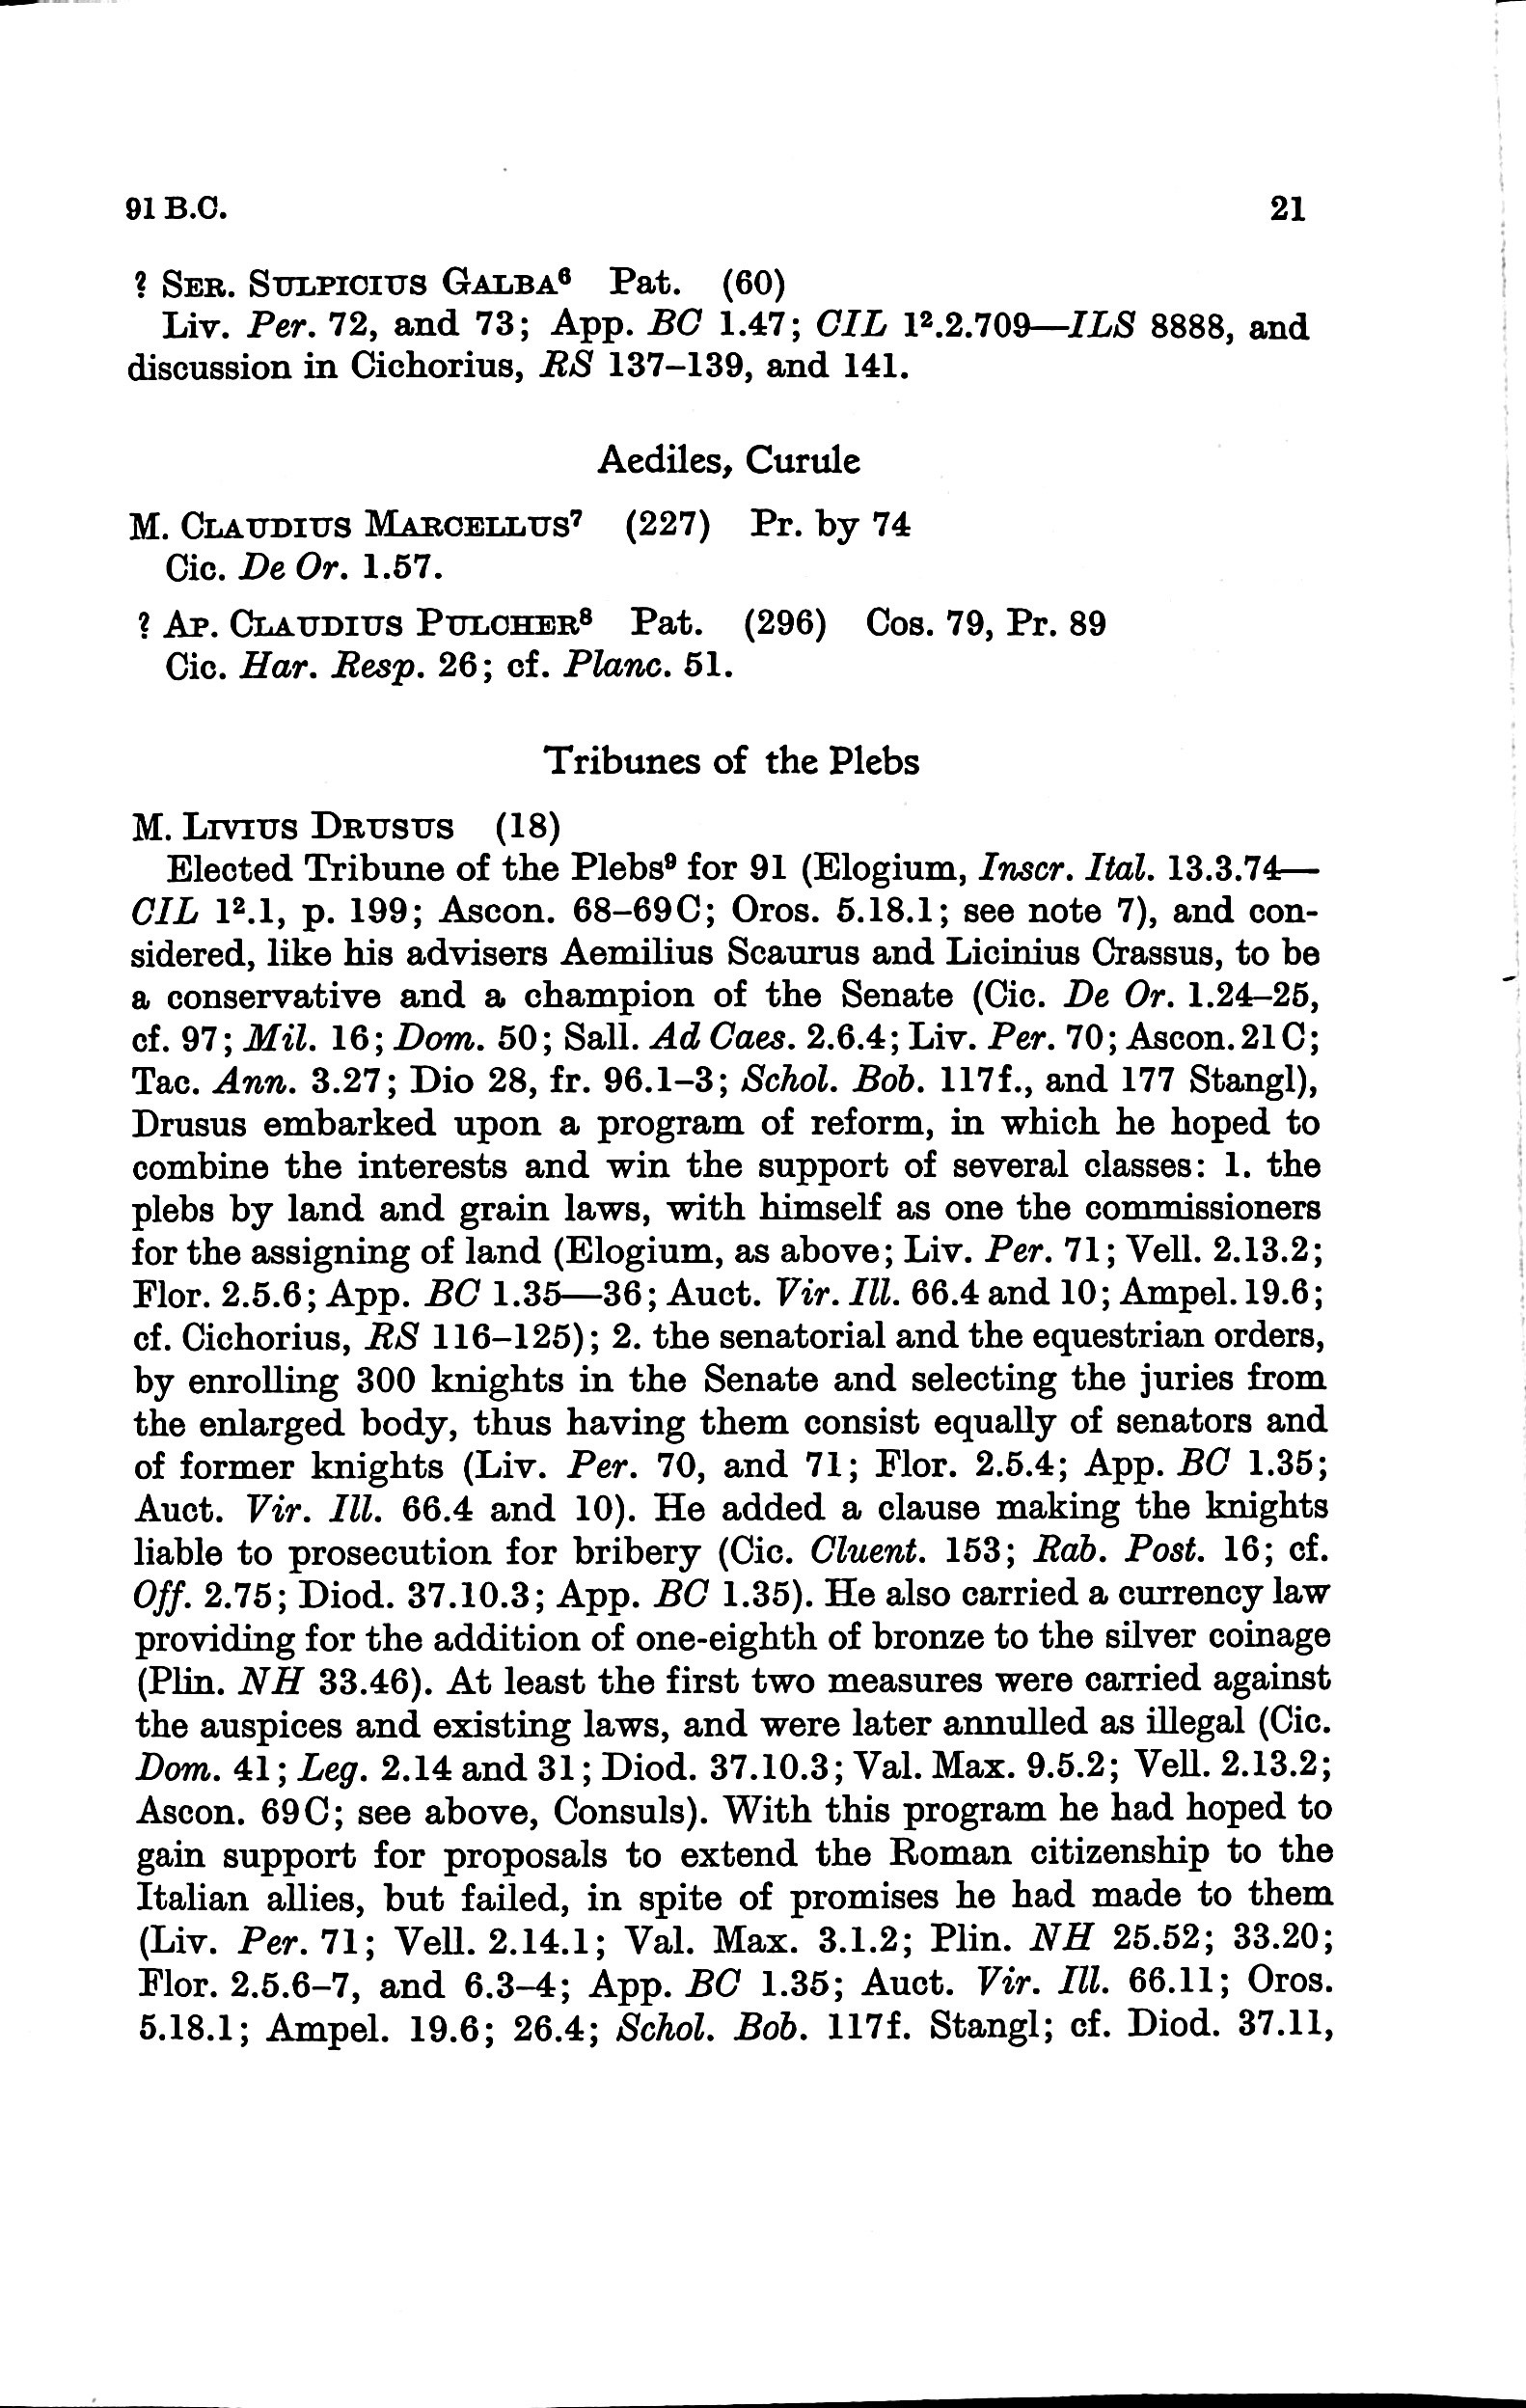 91 B.C. 21
? SER. SULPICIUS GALBA⁶ Pat. (60)
Liv. Per. 72, and 73; App. BC 1.47; CIL 1².2.709—ILS 8888, and
discussion in Cichorius, RS 137–139, and 141.
Aediles, Curule
M. CLAUDIUS MARCELLUS⁷ (227) Pr. by 74
Cic. De Or. 1.57.
? AP. CLAUDIUS PULCHER⁸ Pat. (296) Cos. 79, Pr. 89
Cic. Har. Resp. 26; cf. Planc. 51.
Tribunes of the Plebs
M. LIVIUS DRUSUS (18)
Elected Tribune of the Plebs⁹ for 91 (Elogium, Inscr. Ital. 13.3.74—
CIL 1².1, p. 199; Ascon. 68–69C; Oros. 5.18.1; see note 7), and con-
sidered, like his advisers Aemilius Scaurus and Licinius Crassus, to be
a conservative and a champion of the Senate (Cic. De Or. 1.24–25,
cf. 97; Mil. 16; Dom. 50; Sall. Ad Caes. 2.6.4; Liv. Per. 70; Ascon. 21C;
Tac. Ann. 3.27; Dio 28, fr. 96.1–3; Schol. Bob. 117f., and 177 Stangl),
Drusus embarked upon a program of reform, in which he hoped to
combine the interests and win the support of several classes: 1. the
plebs by land and grain laws, with himself as one the commissioners
for the assigning of land (Elogium, as above; Liv. Per. 71; Vell. 2.13.2;
Flor. 2.5.6; App. BC 1.35—36; Auct. Vir. Ill. 66.4 and 10; Ampel. 19.6;
cf. Cichorius, RS 116–125); 2. the senatorial and the equestrian orders,
by enrolling 300 knights in the Senate and selecting the juries from
the enlarged body, thus having them consist equally of senators and
of former knights (Liv. Per. 70, and 71; Flor. 2.5.4; App. BC 1.35;
Auct. Vir. Ill. 66.4 and 10). He added a clause making the knights
liable to prosecution for bribery (Cic. Cluent. 153; Rab. Post. 16; cf.
Off. 2.75; Diod. 37.10.3; App. BC 1.35). He also carried a currency law
providing for the addition of one-eighth of bronze to the silver coinage
(Plin. NH 33.46). At least the first two measures were carried against
the auspices and existing laws, and were later annulled as illegal (Cic.
Dom. 41; Leg. 2.14 and 31; Diod. 37.10.3; Val. Max. 9.5.2; Vell. 2.13.2;
Ascon. 69C; see above, Consuls). With this program he had hoped to
gain support for proposals to extend the Roman citizenship to the
Italian allies, but failed, in spite of promises he had made to them
(Liv. Per. 71; Vell. 2.14.1; Val. Max. 3.1.2; Plin. NH 25.52; 33.20;
Flor. 2.5.6–7, and 6.3–4; App. BC 1.35; Auct. Vir. Ill. 66.11; Oros.
5.18.1; Ampel. 19.6; 26.4; Schol. Bob. 117f. Stangl; cf. Diod. 37.11,